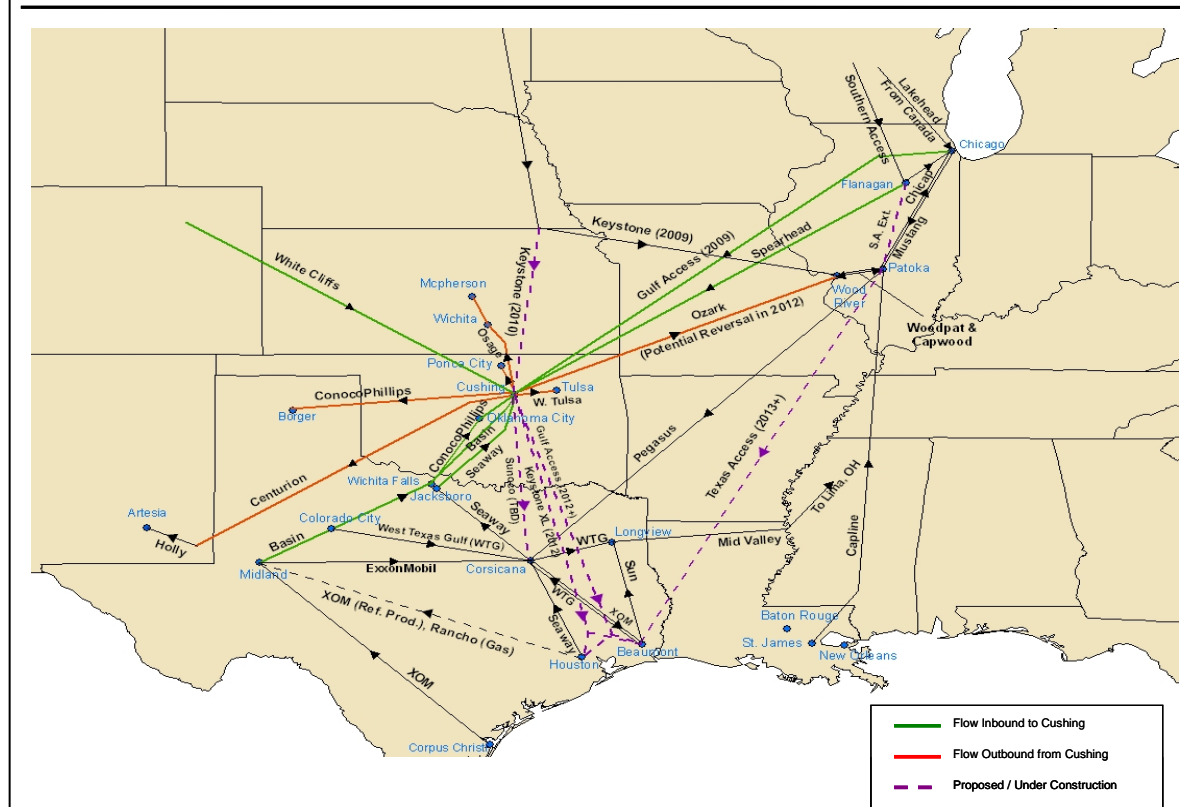 Lakehead
From Canada
Southern Access
Chicago
Flanagan
Chicap
S.A. Ext.
Mustang
Keystone (2009)
Gulf Access (2009)
Spearhead
Patoka
Wood
River
White Cliffs
Keystone (2010)
Mcpherson
Wichita
Osage
Ozark
(Potential Reversal in 2012)
Woodpat &
Capwood
Ponca City
Cushing
Tulsa
W. Tulsa
ConocoPhillips
Borger
Oklahoma City
ConocoPhillips
Basin
Seaway
Gulf Access (2012+)
Keystone XL (2012)
Sunoco (TBD)
Pegasus
Texas Access (2013+)
To Lima, OH
Capline
Centurion
Wichita Falls
Jacksboro
Artesia
Holly
Colorado City
Basin
Seaway
West Texas Gulf (WTG)
WTG
Longview
Mid Valley
Midland
ExxonMobil
Corsicana
Sun
WTG
XOM
XOM (Ref. Prod.), Rancho (Gas)
Seaway
Houston
Beaumont
Baton Rouge
St. James
New Orleans
XOM
Corpus Christi
Flow Inbound to Cushing
Flow Outbound from Cushing
Proposed / Under Construction